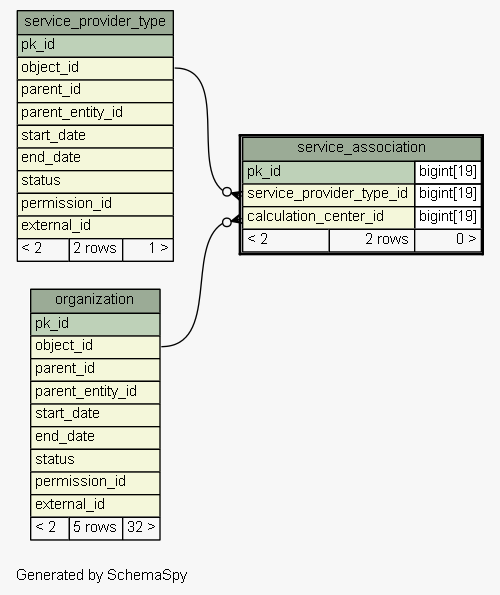 service_provider_type
pk_id
object_id
parent_id
parent_entity_id
start_date
end_date
status
permission_id
external_id
< 2 2 rows 1 >
service_association
pk_id bigint[19]
service_provider_type_id bigint[19]
calculation_center_id bigint[19]
< 2 2 rows 0 >
organization
pk_id
object_id
parent_id
parent_entity_id
start_date
end_date
status
permission_id
external_id
< 2 5 rows 32 >
Generated by SchemaSpy